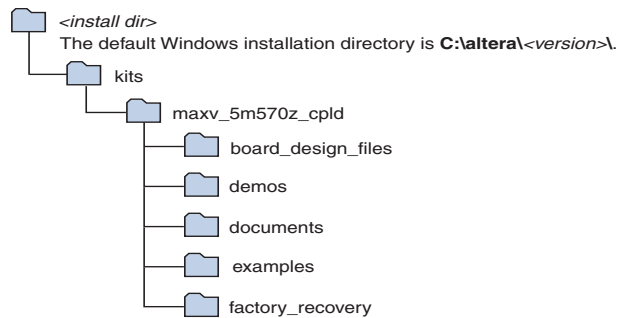 <install dir>
The default Windows installation directory is C:\altera\<version>\.
kits
maxv_5m570z_cpld
board_design_files
demos
documents
examples
factory_recovery